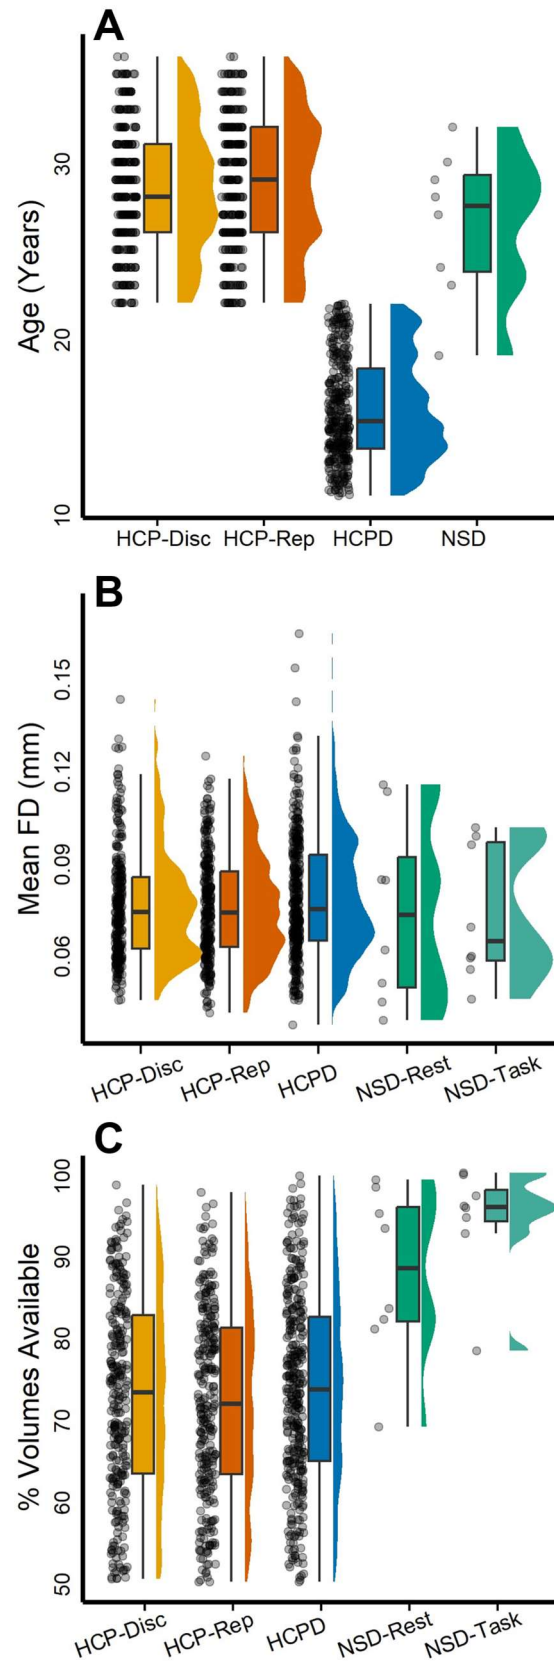 A
Age (Years)
30
20
10
HCP-Disc HCP-Rep HCPD NSD
B
Mean FD (mm)
0.15
0.12
0.09
0.06
HCP-Disc HCP-Rep HCPD NSD-Rest NSD-Task
C
% Volumes Available
100
90
80
70
60
50
HCP-Disc HCP-Rep HCPD NSD-Rest NSD-Task